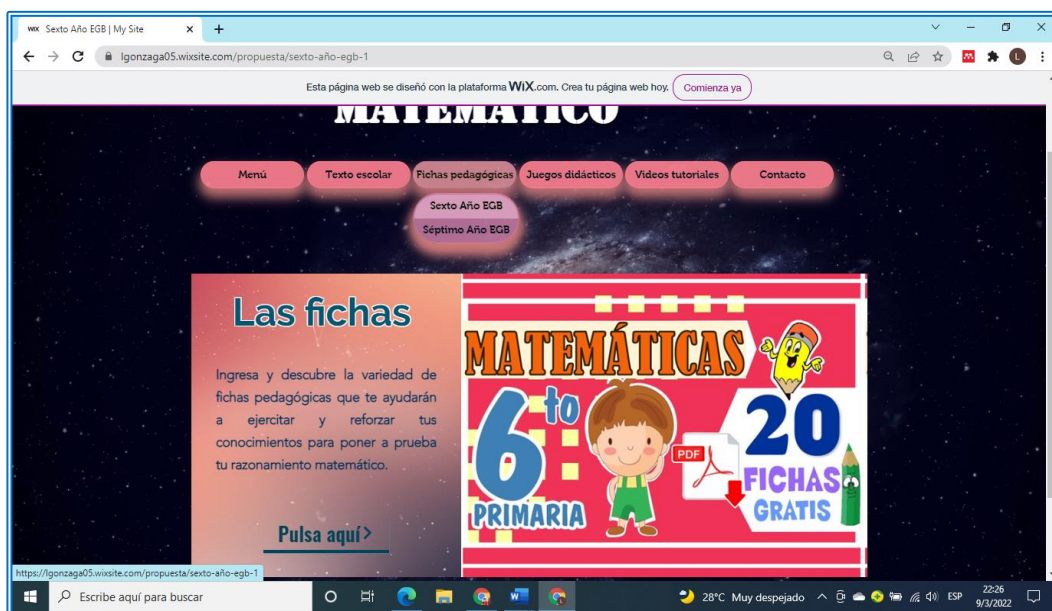 WiX Sexto Año EGB | My Site
lgonzaga05.wixsite.com/propuesta/sexto-año-egb-1
L
Esta página web se diseñó con la plataforma WiX.com. Crea tu página web hoy. Comienza ya
MATEMÁTICO
Menú Texto escolar Fichas pedagógicas Juegos didácticos Videos tutoriales Contacto
Sexto Año EGB
Séptimo Año EGB
Las fichas
Ingresa y descubre la variedad de
fichas pedagógicas que te ayudarán
a ejercitar y reforzar tus
conocimientos para poner a prueba
tu razonamiento matemático.
Pulsa aquí >
MATEMÁTICAS
6to
PRIMARIA
PDF
20
FICHAS
GRATIS
https://lgonzaga05.wixsite.com/propuesta/sexto-año-egb-1
Escribe aquí para buscar
28°C Muy despejado
ESP
22:26
9/3/2022